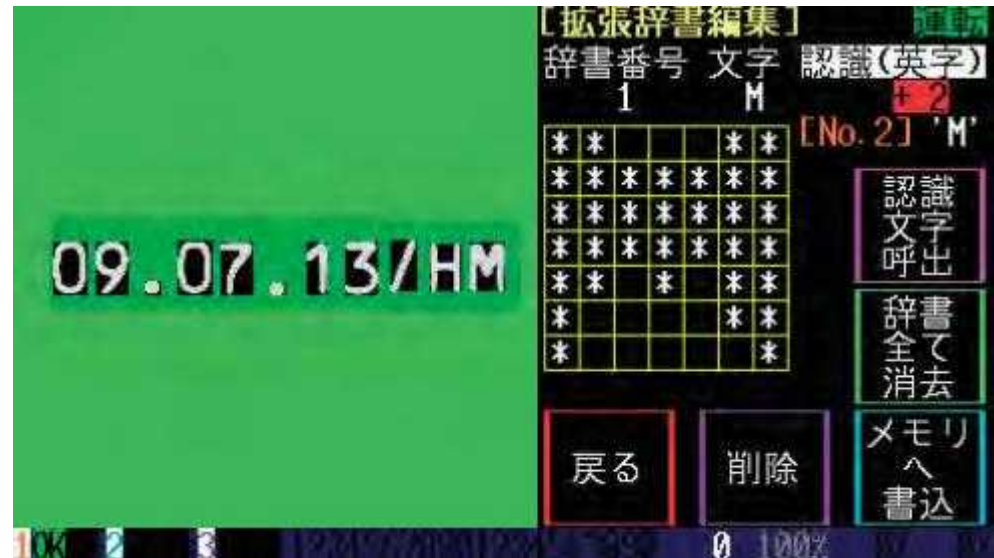 [拡張辞書編集]
運転
辞書番号 文字 認識(英字)
1 M + 2
[No.2] 'M'
09.07.13/HM
* * * *
* * * * * * *
* * * * * * *
* * * * * * *
* * * * *
* * *
* *
認識
文字
呼出
辞書
全て
消去
戻る
削除
メモリ
へ
書込
1OK 2 3 0 100%